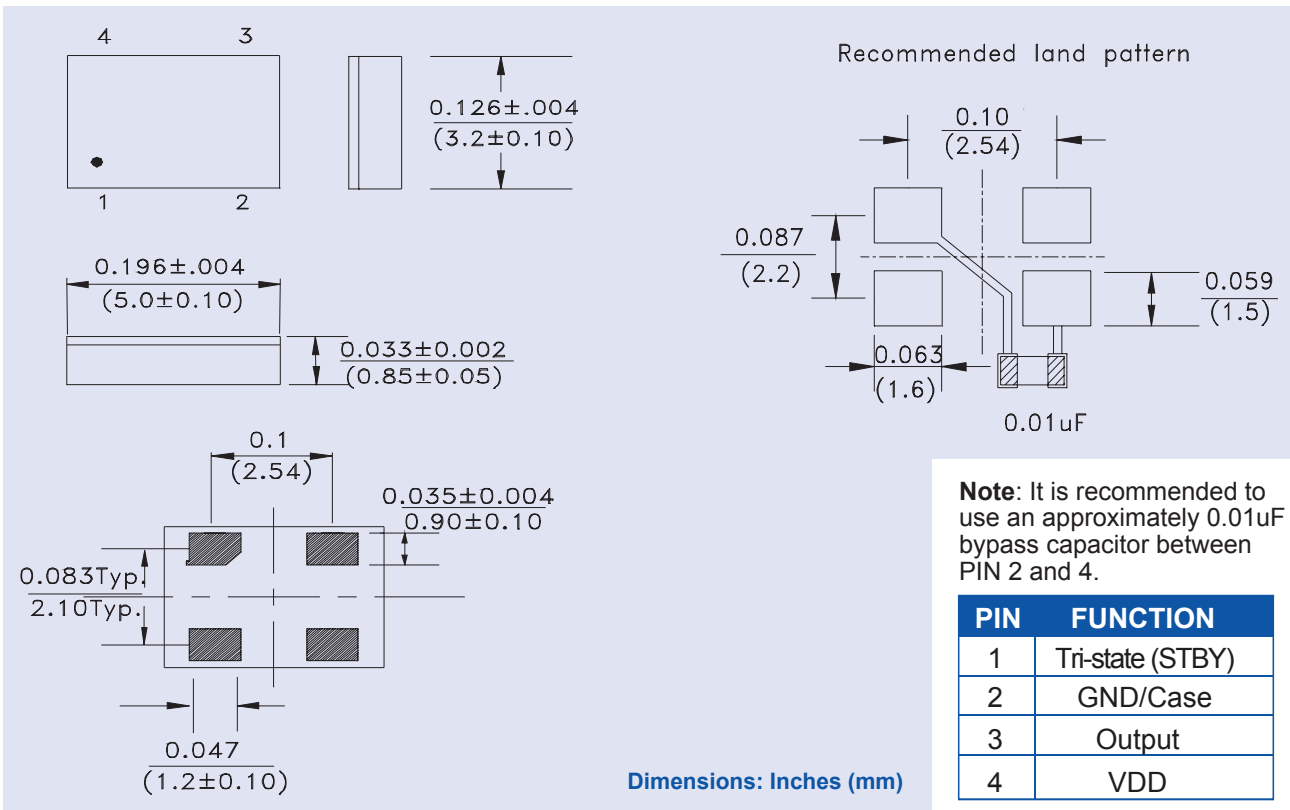 4 3
1 2
0.126±.004
(3.2±0.10)
0.196±.004
(5.0±0.10)
0.033±0.002
(0.85±0.05)
0.1
(2.54)
0.035±0.004
0.90±0.10
0.083Typ.
2.10Typ.
0.047
(1.2±0.10)
Recommended land pattern
0.10
(2.54)
0.087
(2.2)
0.059
(1.5)
0.063
(1.6)
0.01uF
Dimensions: Inches (mm)
Note: It is recommended to
use an approximately 0.01uF
bypass capacitor between
PIN 2 and 4.
PIN FUNCTION
1 Tri-state (STBY)
2 GND/Case
3 Output
4 VDD